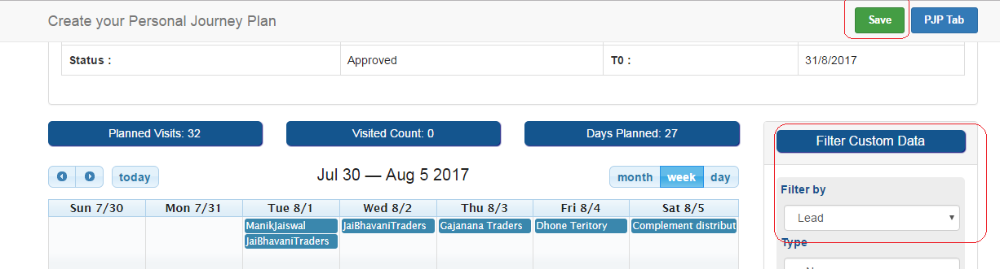 Create your Personal Journey Plan
Save
PJP Tab
Status :
Approved
T0 :
31/8/2017
Planned Visits: 32
Visited Count: 0
Days Planned: 27
Filter Custom Data
today
Jul 30 — Aug 5 2017
month
week
day
Filter by
Lead
Type
Sun 7/30
Mon 7/31
Tue 8/1
Wed 8/2
Thu 8/3
Fri 8/4
Sat 8/5
ManikJaiswal
JaiBhavaniTraders
Gajanana Traders
Dhone Teritory
Complement distribut
JaiBhavaniTraders